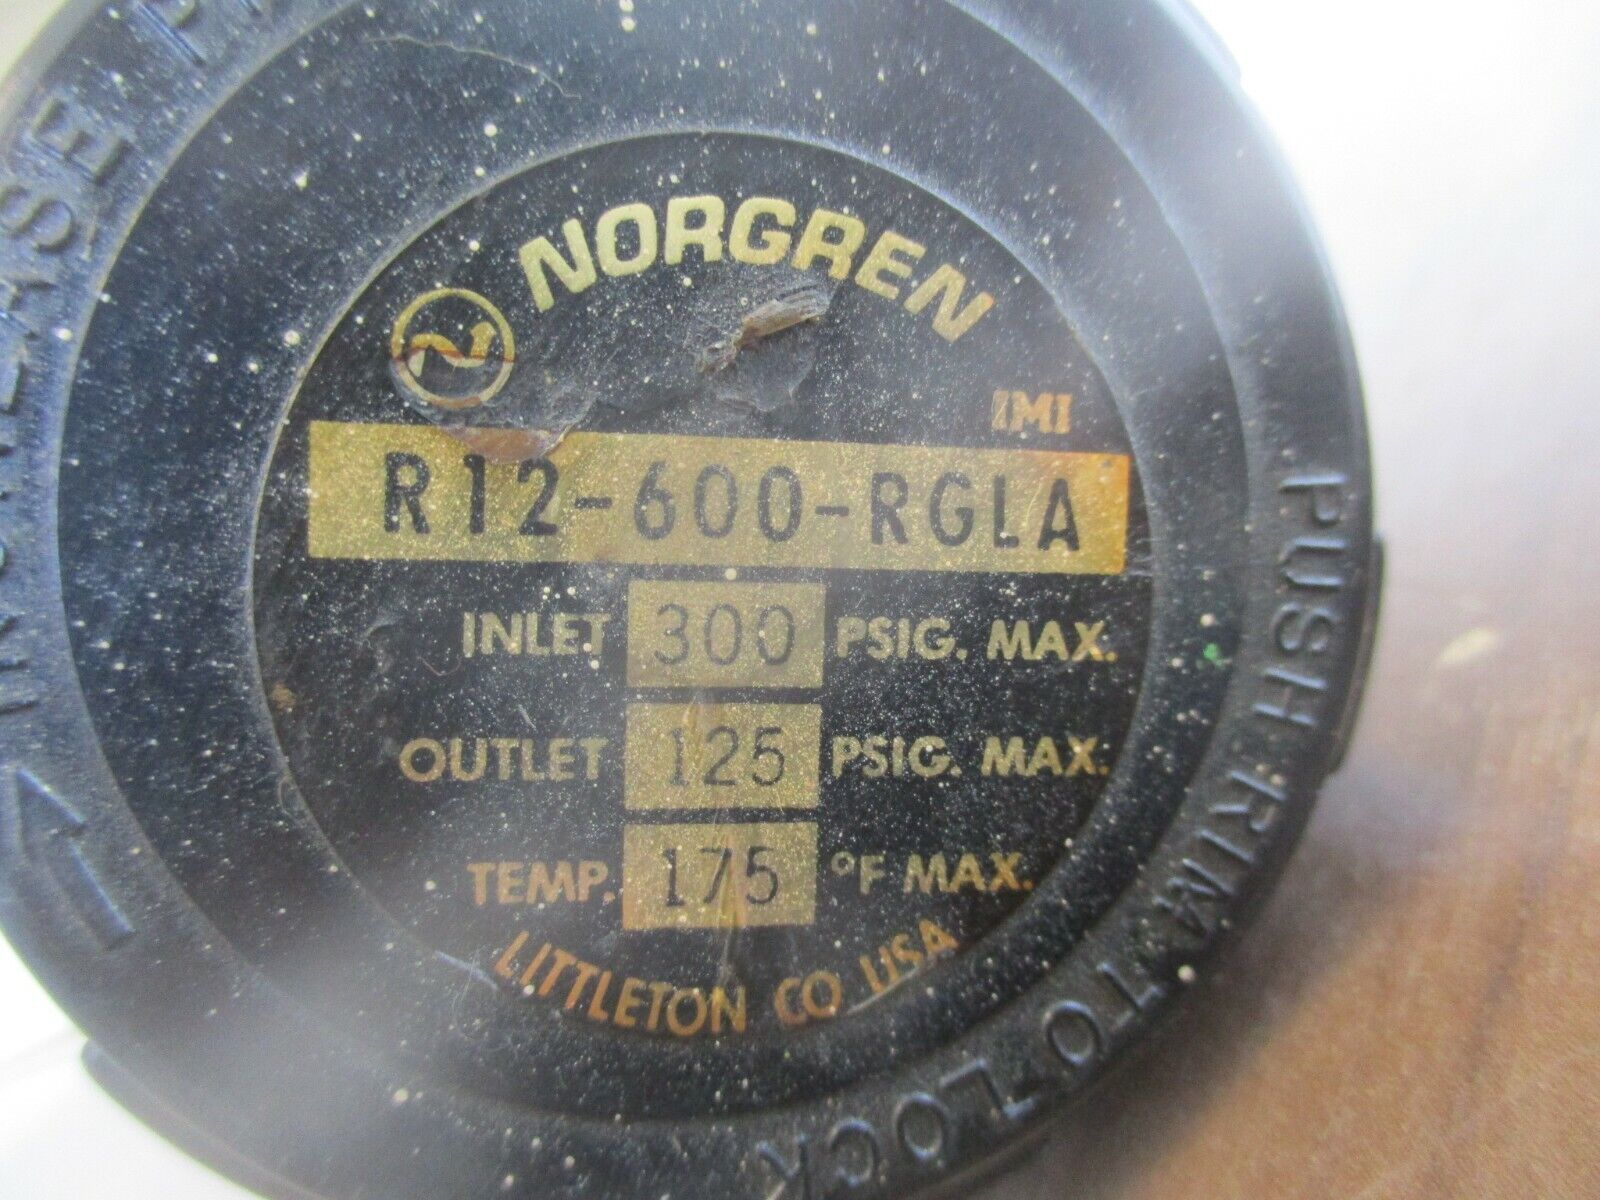 NORGREN
IMI
R12-600-RGLA
INLET 300 PSIG. MAX.
OUTLET 125 PSIG. MAX.
TEMP. 175 °F MAX.
LITTLETON CO USA
PUSH RIM TO LOCK